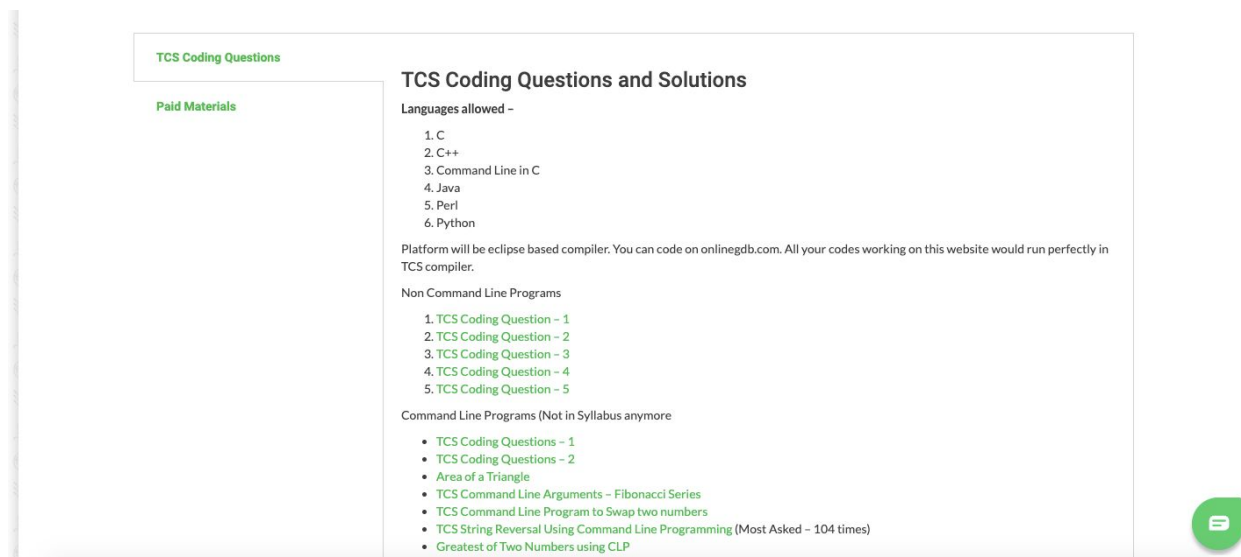 TCS Coding Questions
Paid Materials
TCS Coding Questions and Solutions
Languages allowed –
1. C
2. C++
3. Command Line in C
4. Java
5. Perl
6. Python
Platform will be eclipse based compiler. You can code on onlinegdb.com. All your codes working on this website would run perfectly in
TCS compiler.
Non Command Line Programs
1. TCS Coding Question – 1
2. TCS Coding Question – 2
3. TCS Coding Question – 3
4. TCS Coding Question – 4
5. TCS Coding Question – 5
Command Line Programs (Not in Syllabus anymore
• TCS Coding Questions – 1
• TCS Coding Questions – 2
• Area of a Triangle
• TCS Command Line Arguments – Fibonacci Series
• TCS Command Line Program to Swap two numbers
• TCS String Reversal Using Command Line Programming (Most Asked – 104 times)
• Greatest of Two Numbers using CLP